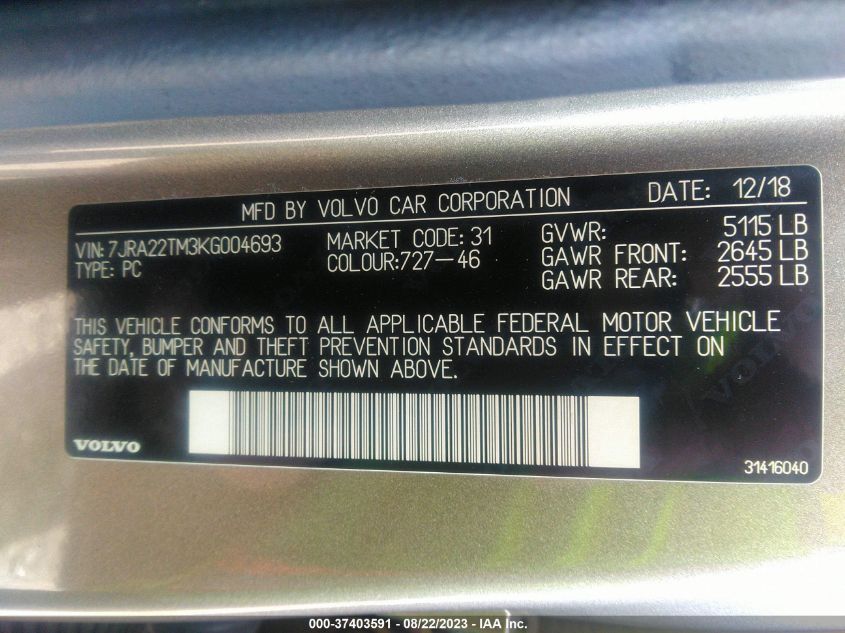 MFD BY VOLVO CAR CORPORATION DATE: 12/18
VIN: 7JRA22TM3KG004693 MARKET CODE: 31 GVWR: 5115 LB
TYPE: PC COLOUR:727-46 GAWR FRONT: 2645 LB
GAWR REAR: 2555 LB
THIS VEHICLE CONFORMS TO ALL APPLICABLE FEDERAL MOTOR VEHICLE
SAFETY, BUMPER AND THEFT PREVENTION STANDARDS IN EFFECT ON
THE DATE OF MANUFACTURE SHOWN ABOVE.
VOLVO
31416040
000-37403591 - 08/22/2023 - IAA Inc.